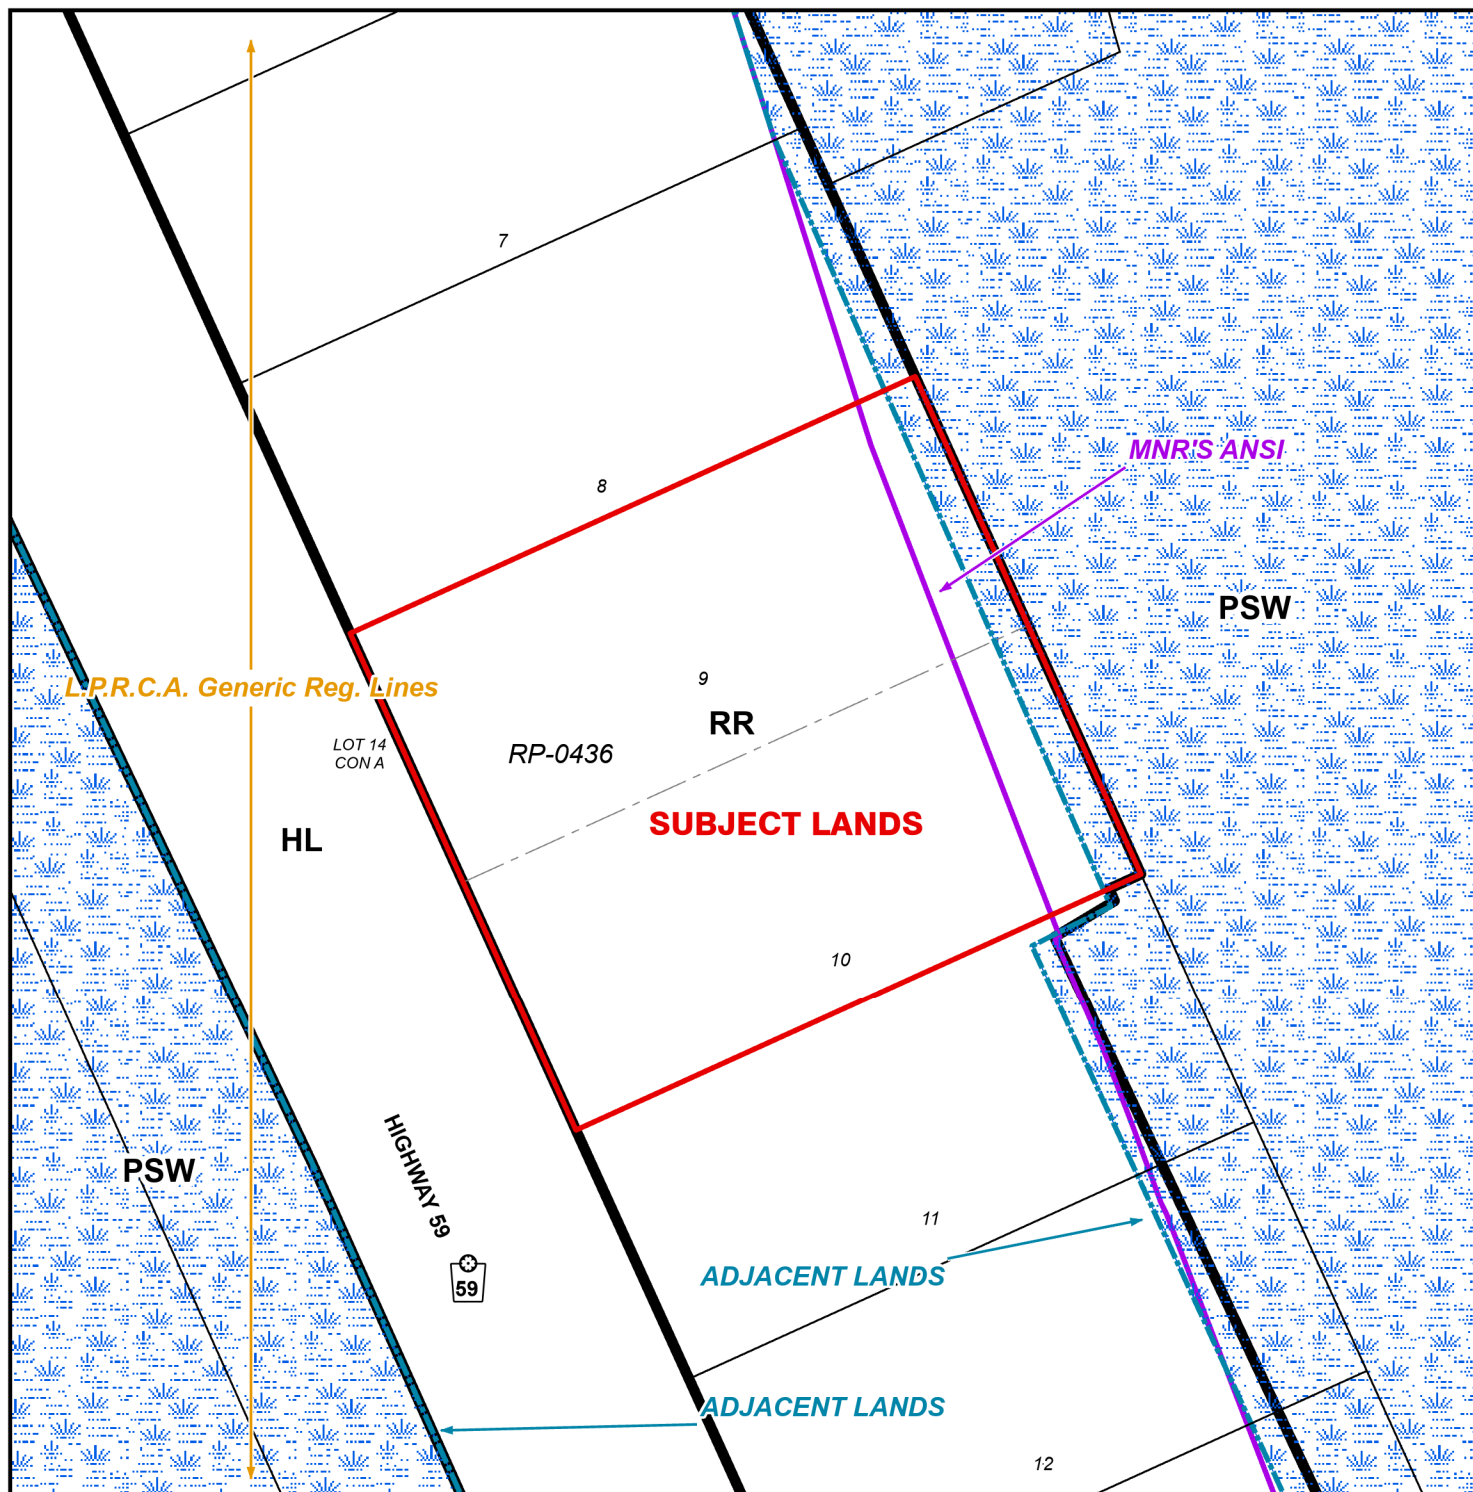 7
MNR'S ANSI
8
PSW
9
L.P.R.C.A. Generic Reg. Lines
RR
LOT 14
CON A
RP-0436
SUBJECT LANDS
HL
10
HIGHWAY 59
PSW
11
ADJACENT LANDS
59
ADJACENT LANDS
12